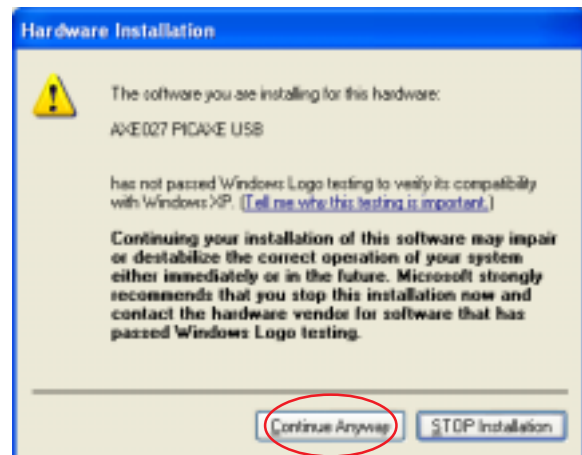 Hardware Installation
The software you are installing for this hardware:
AXE027 PICAXE USB
has not passed Windows Logo testing to verify its compatibility
with Windows XP. (Tell me why this testing is important.)
Continuing your installation of this software may impair
or destabilize the correct operation of your system
either immediately or in the future. Microsoft strongly
recommends that you stop this installation now and
contact the hardware vendor for software that has
passed Windows Logo testing.
Continue Anyway
STOP Installation